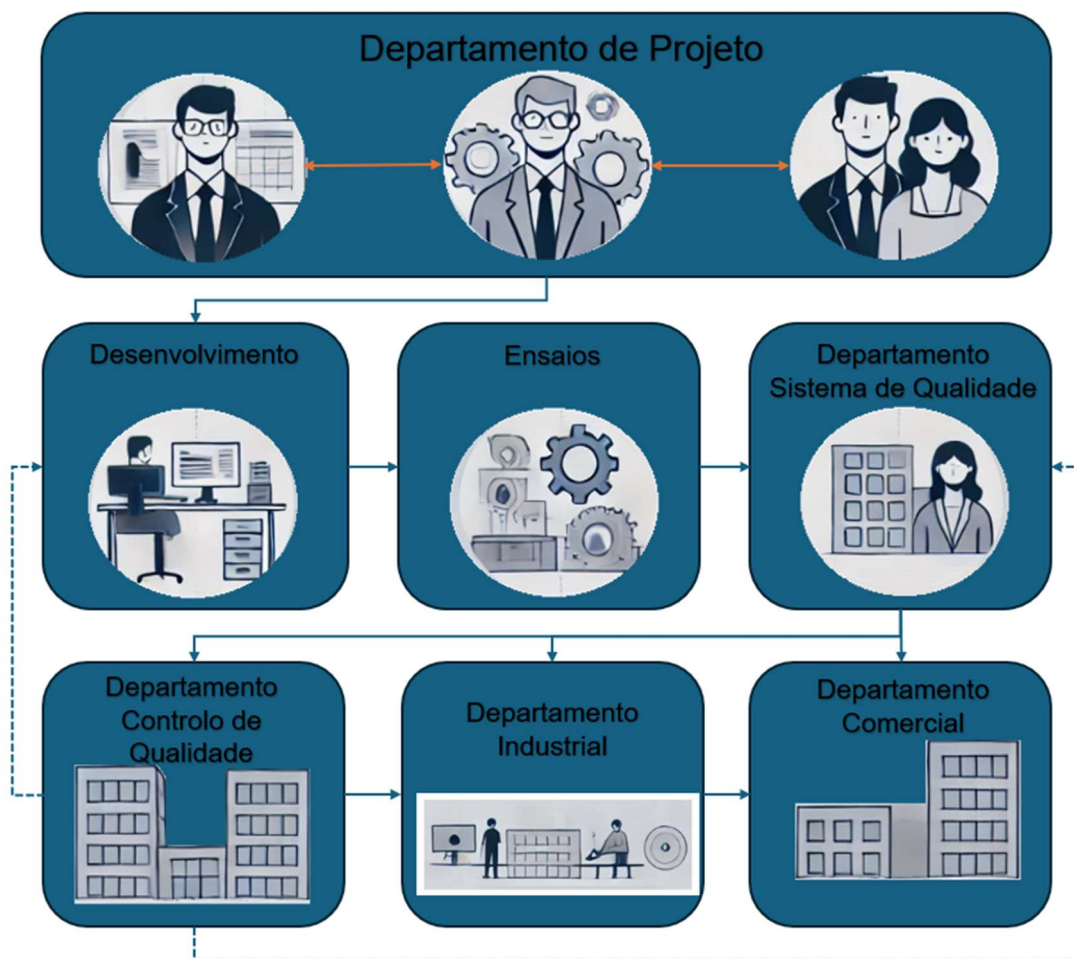 Departamento de Projeto
Desenvolvimento
Ensaios
Departamento
Sistema de Qualidade
Departamento
Controlo de
Qualidade
Departamento
Industrial
Departamento
Comercial